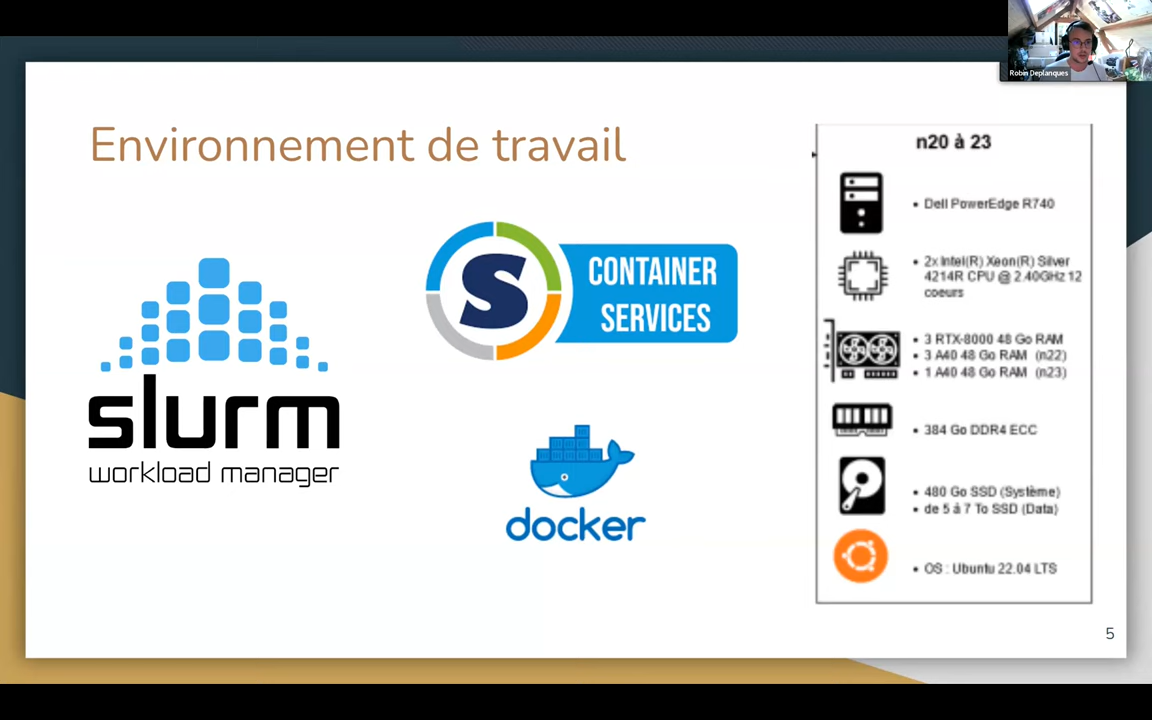 Robin Deplanques
Environnement de travail
slurm
workload manager
S
CONTAINER
SERVICES
docker
n20 à 23
• Dell PowerEdge R740
• 2x Intel(R) Xeon(R) Silver
4214R CPU @ 2.40GHz 12
coeurs
• 3 RTX-8000 48 Go RAM
• 3 A40 48 Go RAM (n22)
• 1 A40 48 Go RAM (n23)
• 384 Go DDR4 ECC
• 480 Go SSD (Système)
• de 5 à 7 To SSD (Data)
• OS : Ubuntu 22.04 LTS
5